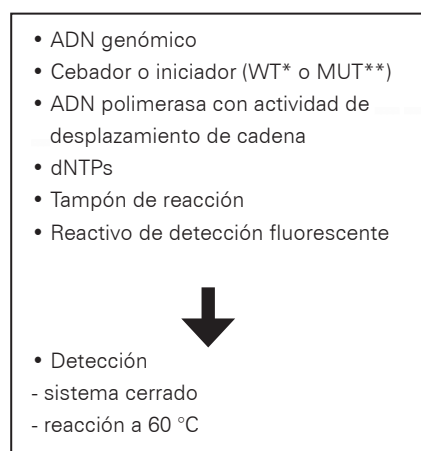 • ADN genómico
• Cebador o iniciador (WT* o MUT**)
• ADN polimerasa con actividad de
desplazamiento de cadena
• dNTPs
• Tampón de reacción
• Reactivo de detección fluorescente
• Detección
- sistema cerrado
- reacción a 60 °C